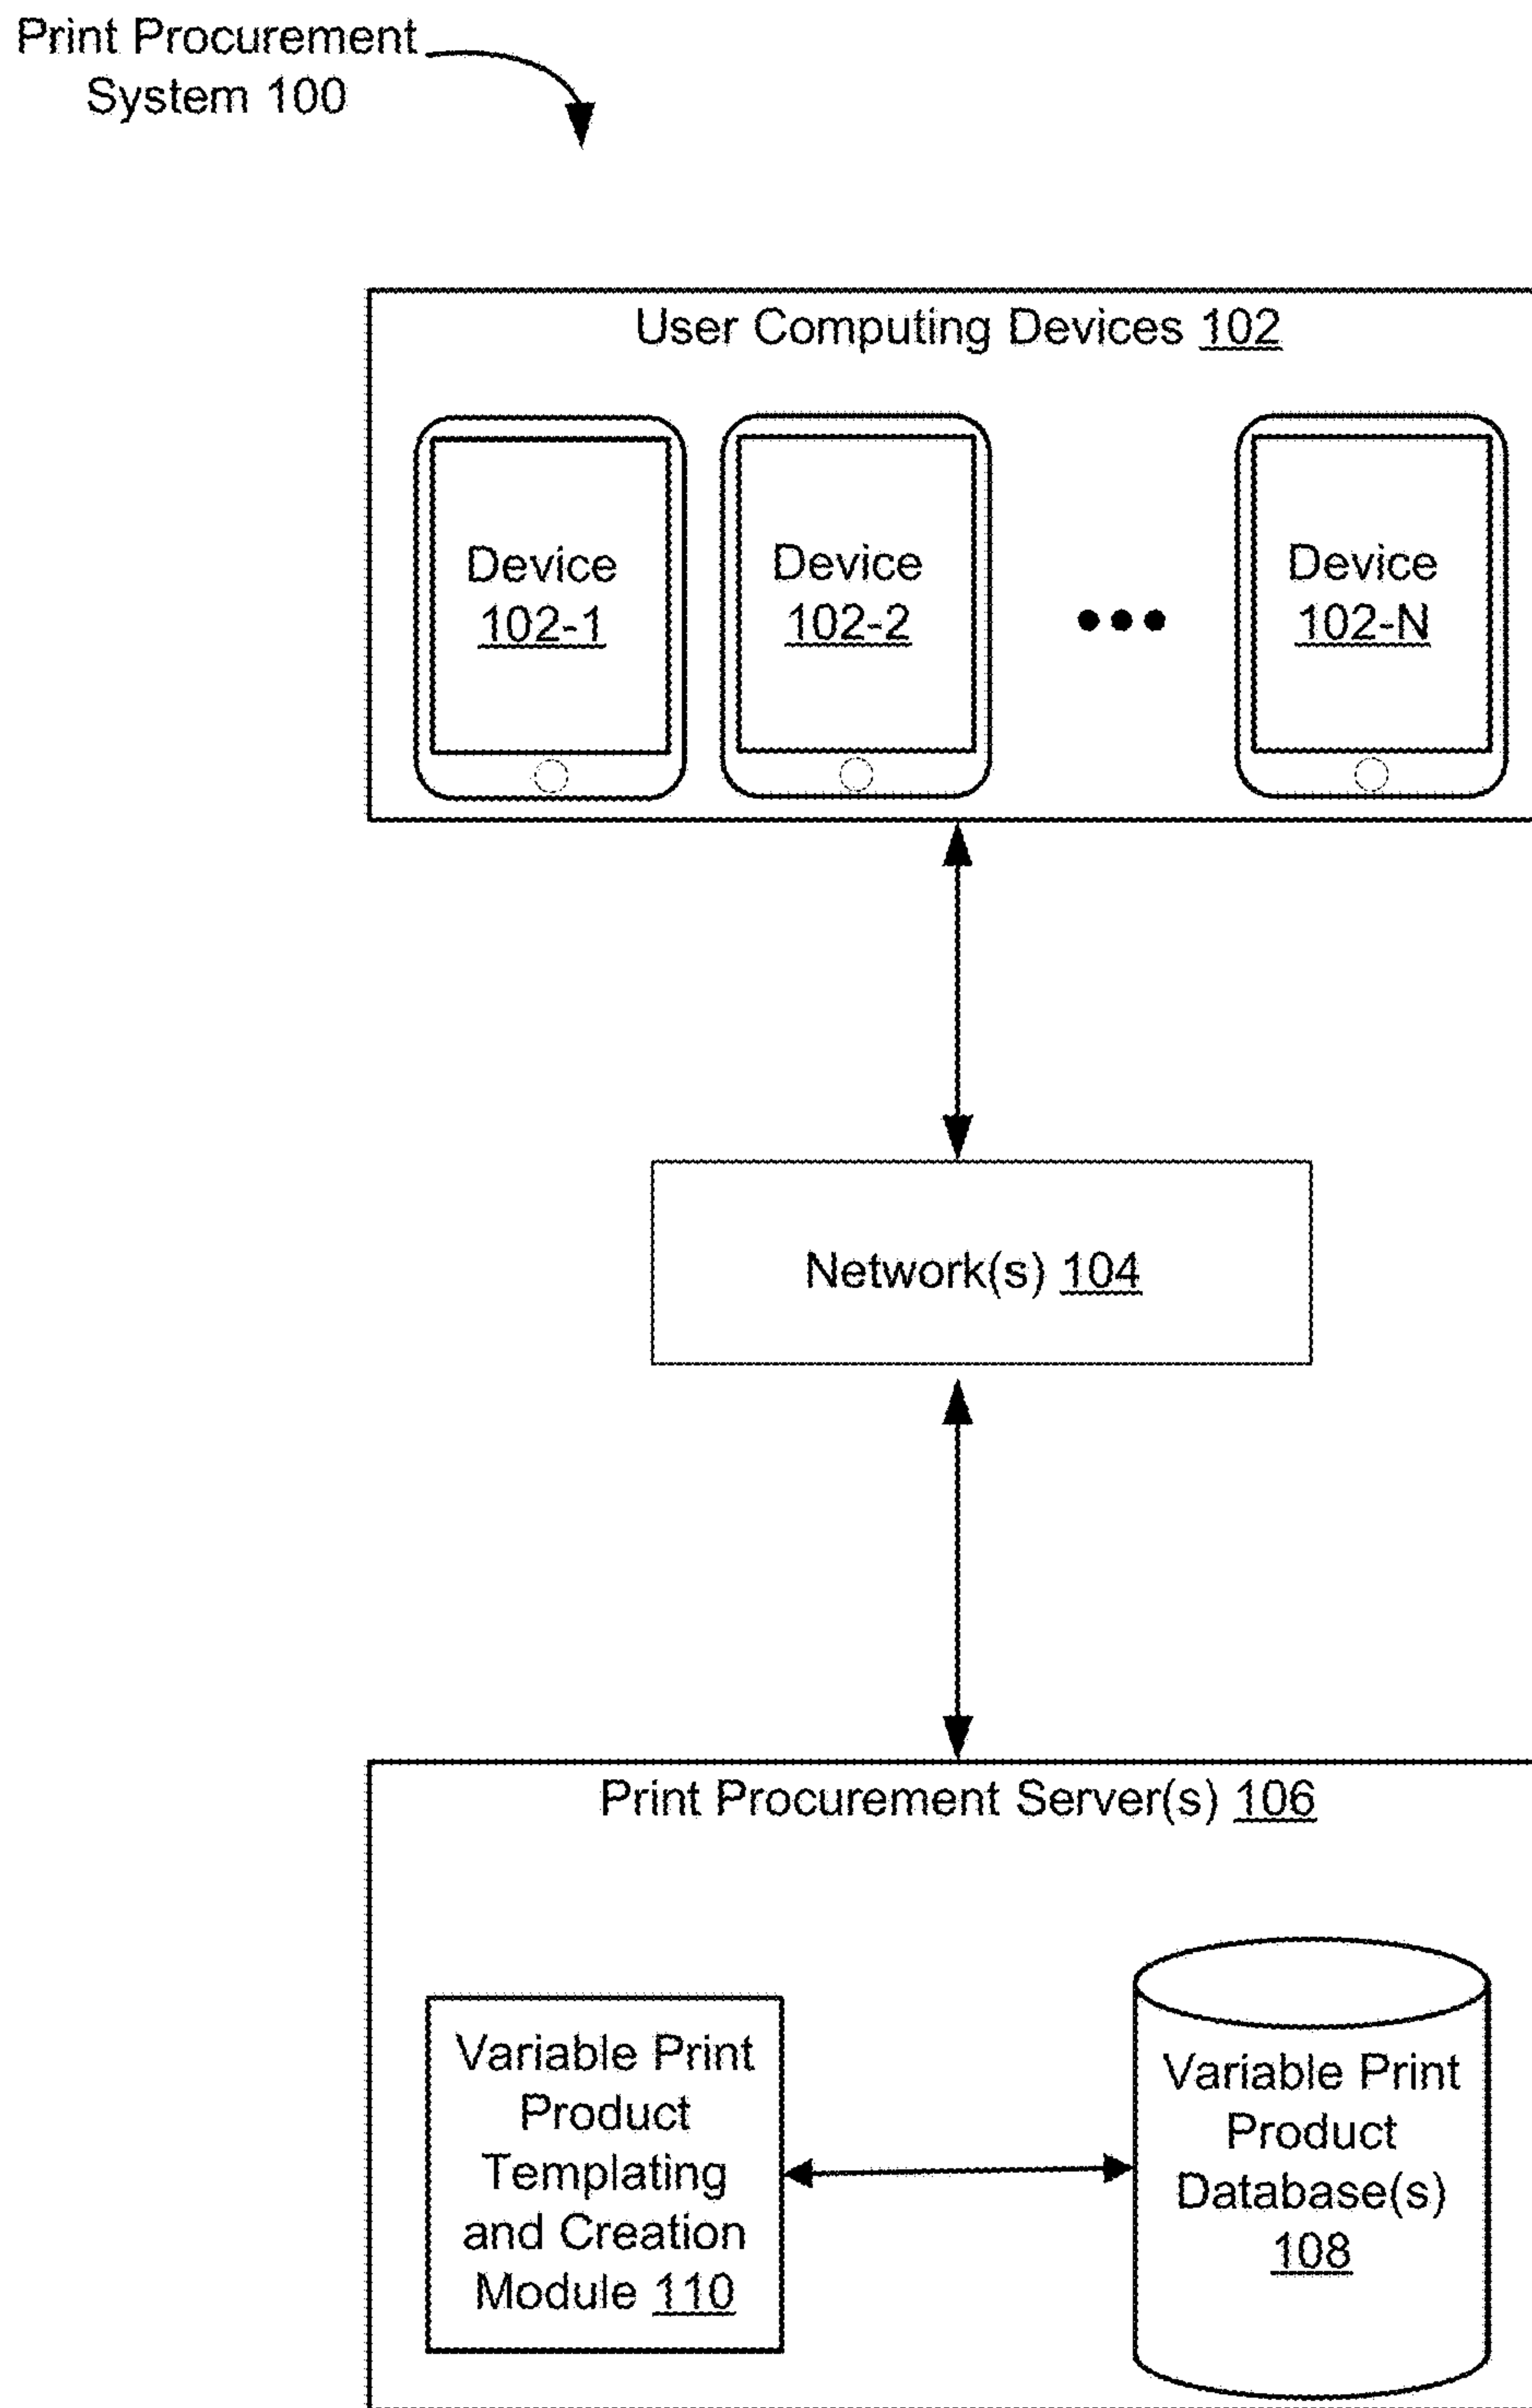 Print Procurement
System 100
User Computing Devices 102
Device
102-1
Device
102-2
Device
102-N
Network(s) 104
Print Procurement Server(s) 106
Variable Print
Product
Templating
and Creation
Module 110
Variable Print
Product
Database(s)
108